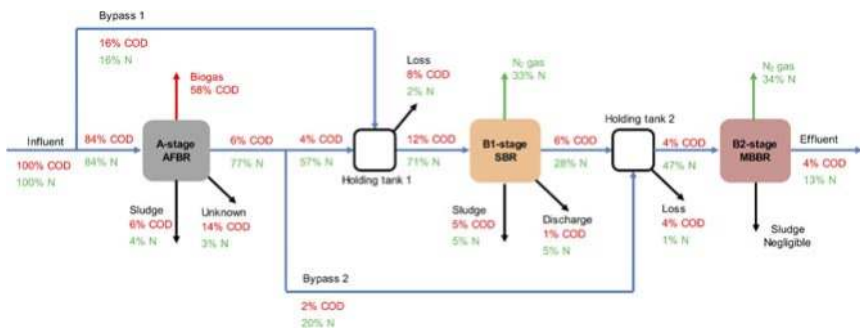 Bypass 1
16% COD
16% N
Influent
100% COD
100% N
84% COD
84% N
Biogas
58% COD
A-stage
AFBR
Sludge
6% COD
4% N
Unknown
14% COD
3% N
6% COD
77% N
4% COD
57% N
Holding tank 1
Loss
8% COD
2% N
12% COD
71% N
N₂ gas
33% N
B1-stage
SBR
Sludge
5% COD
5% N
Discharge
1% COD
5% N
6% COD
28% N
Holding tank 2
Loss
4% COD
1% N
4% COD
47% N
N₂ gas
34% N
B2-stage
MBBR
Sludge
Negligible
Effluent
4% COD
13% N
Bypass 2
2% COD
20% N